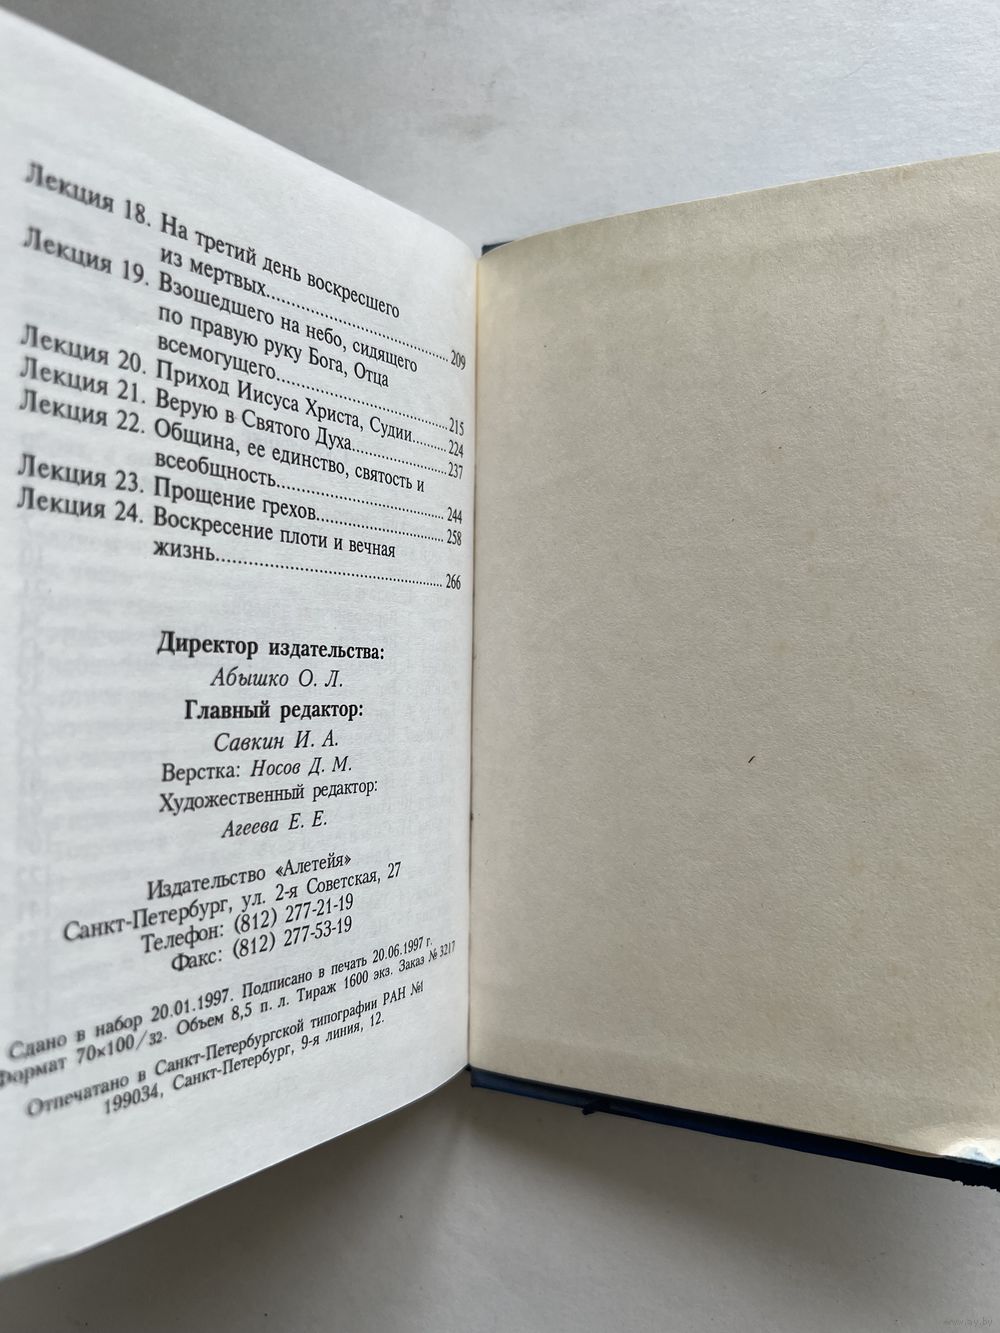 Лекция 18. На третий день воскресшего
из мертвых.......................................209
Лекция 19. Взошедшего на небо, сидящего
по правую руку Бога, Отца
всемогущего......................................215
Лекция 20. Приход Иисуса Христа, Судии..........224
Лекция 21. Верую в Святого Духа.....................237
Лекция 22. Община, ее единство, святость и
всеобщность......................................244
Лекция 23. Прощение грехов............................258
Лекция 24. Воскресение плоти и вечная
жизнь................................................266
Директор издательства:
Абышко О. Л.
Главный редактор:
Савкин И. А.
Верстка: Носов Д. М.
Художественный редактор:
Агеева Е. Е.
Издательство «Алетейя»
Санкт-Петербург, ул. 2-я Советская, 27
Телефон: (812) 277-21-19
Факс: (812) 277-53-19
Сдано в набор 20.01.1997. Подписано в печать 20.06.1997 г.
Формат 70×100/32. Объем 8,5 п. л. Тираж 1600 экз. Заказ № 3217
Отпечатано в Санкт-Петербургской типографии РАН №1
199034, Санкт-Петербург, 9-я линия, 12.
www.ay.by